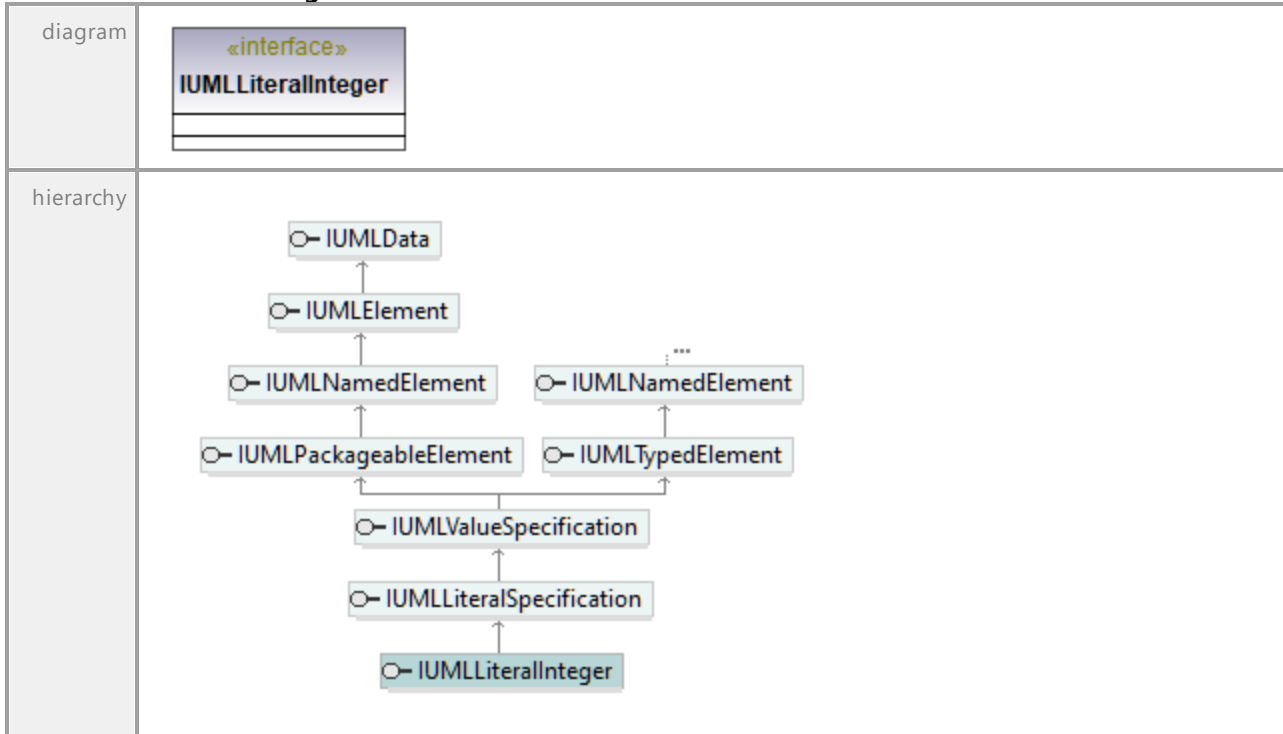 diagram
«interface»
IUMLLiteralInteger
hierarchy
IUMLData
IUMLElement
...
IUMLNamedElement IUMLNamedElement
IUMLPackageableElement IUMLTypedElement
IUMLValueSpecification
IUMLLiteralSpecification
IUMLLiteralInteger